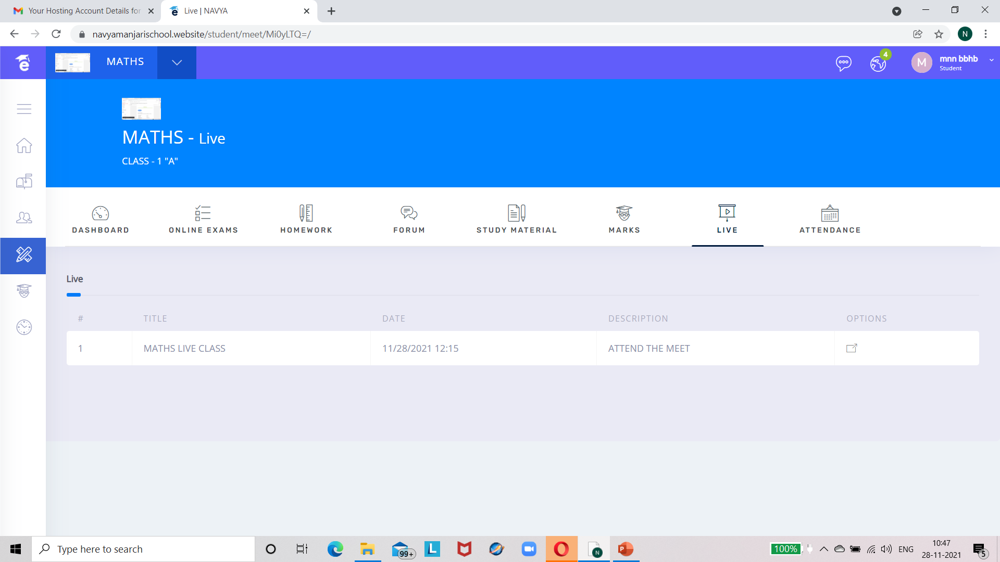 Your Hosting Account Details for
Live | NAVYA
navyamanjarischool.website/student/meet/Mi0yLTQ=/
N
MATHS
4
M
mnn bbhb
Student
MATHS - Live
CLASS - 1 "A"
DASHBOARD
ONLINE EXAMS
HOMEWORK
FORUM
STUDY MATERIAL
MARKS
LIVE
ATTENDANCE
Live
# TITLE DATE DESCRIPTION OPTIONS
1 MATHS LIVE CLASS 11/28/2021 12:15 ATTEND THE MEET
Type here to search
99+
L
N
P
100%
ENG
10:47
28-11-2021
5